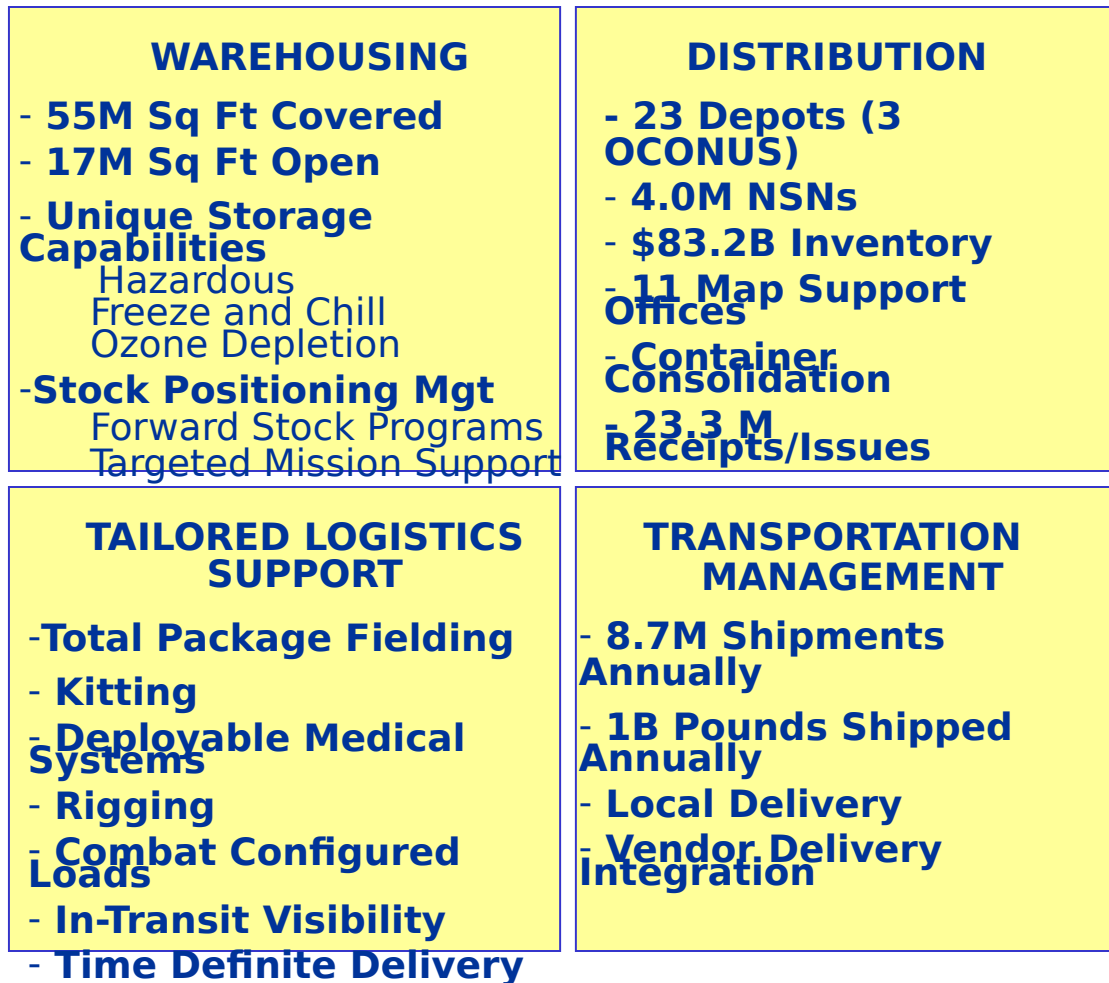 WAREHOUSING
- 55M Sq Ft Covered
- 17M Sq Ft Open
- Unique Storage
Capabilities
Hazardous
Freeze and Chill
Ozone Depletion
-Stock Positioning Mgt
Forward Stock Programs
Targeted Mission Support
DISTRIBUTION
- 23 Depots (3
OCONUS)
- 4.0M NSNs
- $83.2B Inventory
- 11 Map Support
Offices
- Container
Consolidation
- 23.3 M
Receipts/Issues
TAILORED LOGISTICS
SUPPORT
-Total Package Fielding
- Kitting
- Deployable Medical
Systems
- Rigging
- Combat Configured
Loads
- In-Transit Visibility
- Time Definite Delivery
TRANSPORTATION
MANAGEMENT
- 8.7M Shipments
Annually
- 1B Pounds Shipped
Annually
- Local Delivery
- Vendor Delivery
Integration